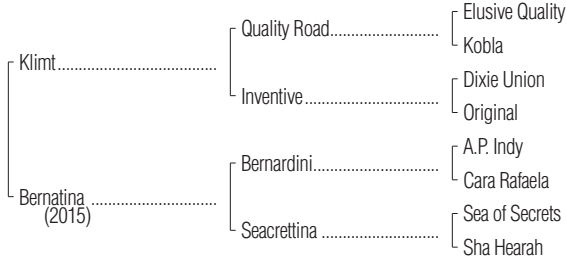 Elusive Quality
Quality Road
Kobla
Klimt
Dixie Union
Inventive
Original
A.P. Indy
Bernardini
Cara Rafaela
Bernatina
(2015)
Sea of Secrets
Seacrettina
Sha Hearah